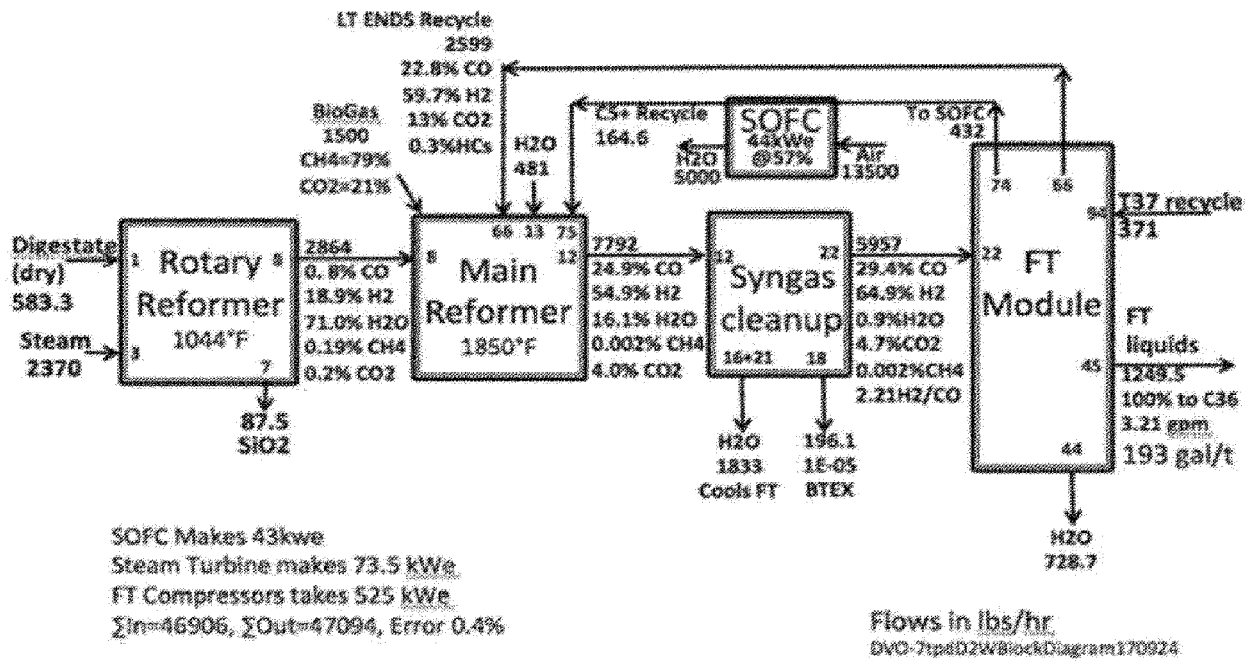 LT ENDS Recycle
2599
22.8% CO
59.7% H2
13% CO2
0.3%HCs
BioGas
1500
CH4=79%
CO2=21%
H2O
481
C5+ Recycle
164.6
SOFC
44kWe
@57%
H2O
5000
Air
13500
To SOFC
432
74
66
T37 recycle
94
371
Digestate
(dry)
583.3
Steam
2370
1
3
Rotary
Reformer
1044°F
8
7
87.5
SiO2
2864
0.8% CO
18.9% H2
71.0% H2O
0.19% CH4
0.2% CO2
66 13 75
8
12
Main
Reformer
1850°F
7792
24.9% CO
54.9% H2
16.1% H2O
0.002% CH4
4.0% CO2
12
22
Syngas
cleanup
16+21
18
H2O
1833
Cools FT
196.1
1E-05
BTEX
5957
29.4% CO
64.9% H2
0.9%H2O
4.7%CO2
0.002%CH4
2.21H2/CO
22
FT
Module
45
44
FT
liquids
1249.5
100% to C36
3.21 gpm
193 gal/t
H2O
728.7
SOFC Makes 43kwe
Steam Turbine makes 73.5 kWe
FT Compressors takes 525 kWe
∑In=46906, ∑Out=47094, Error 0.4%
Flows in lbs/hr
DVO-7tpdD2WBlockDiagram170924